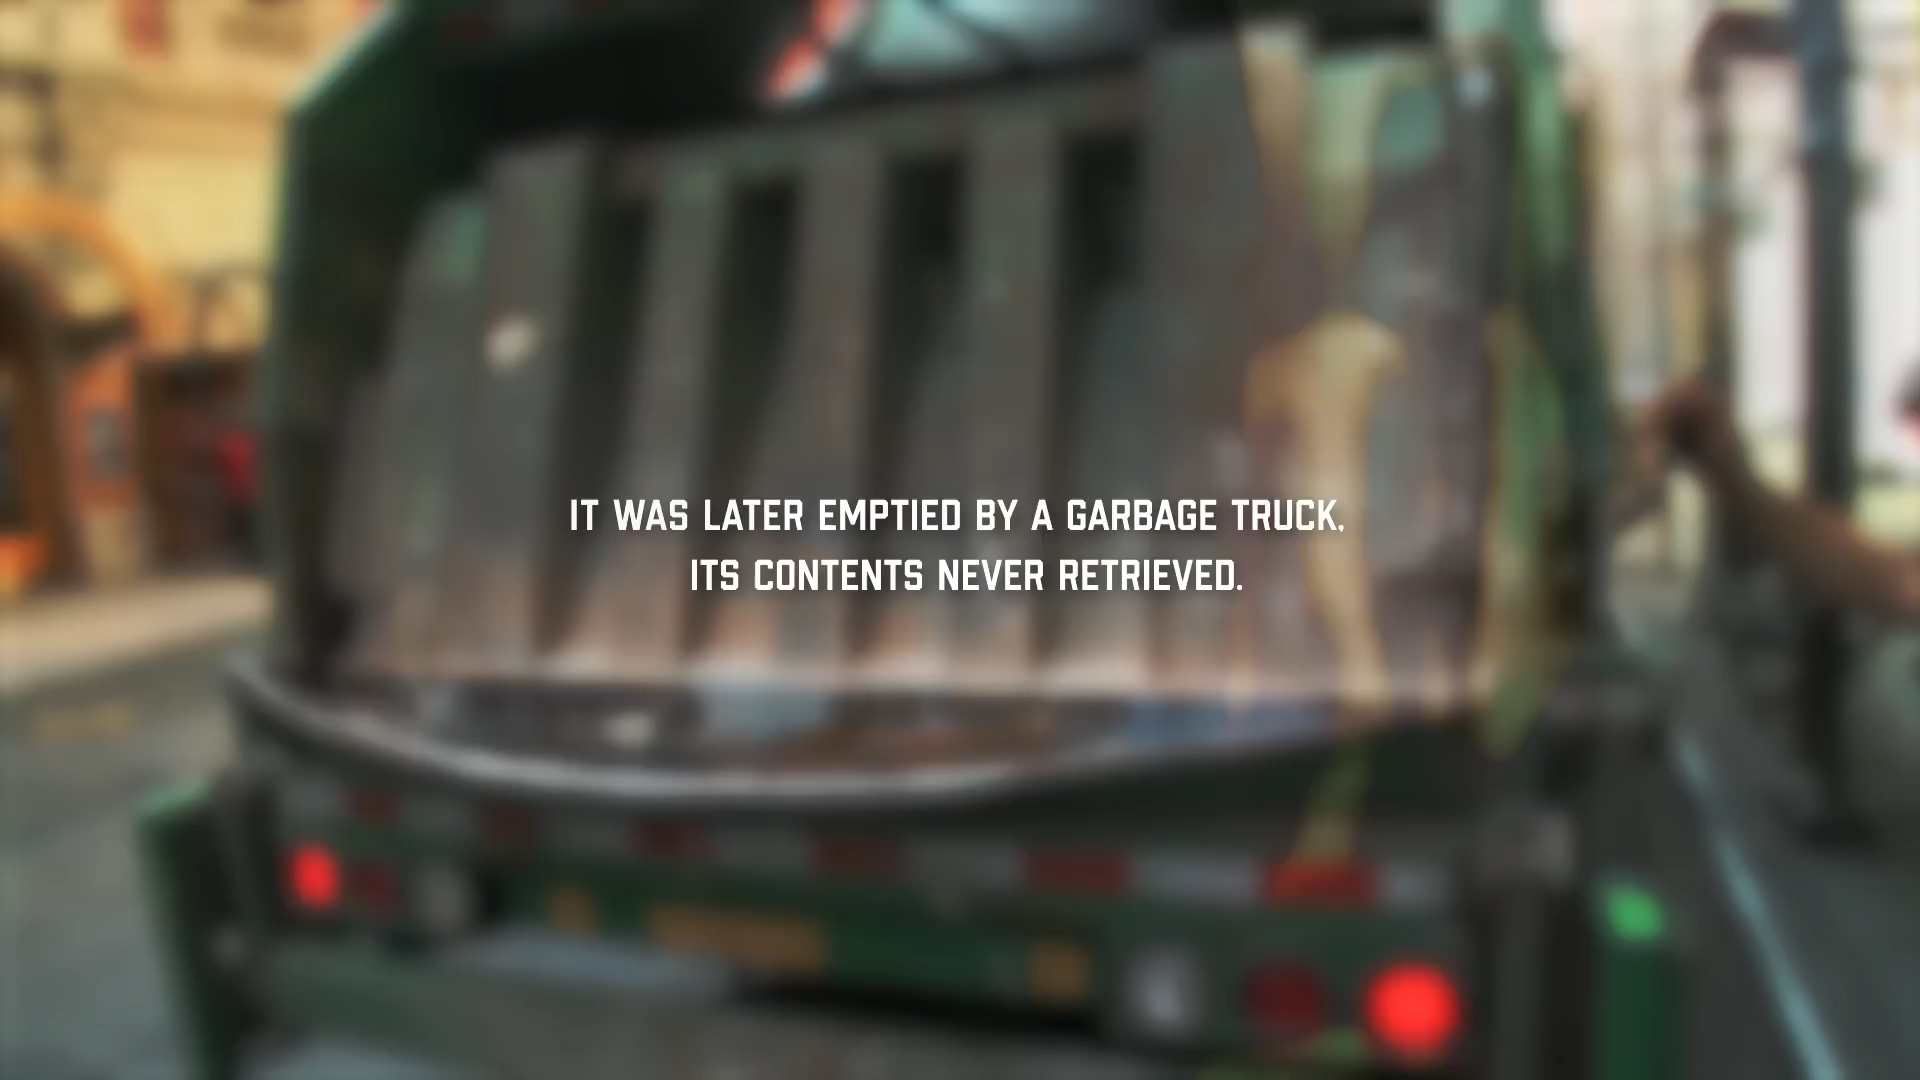 IT WAS LATER EMPTIED BY A GARBAGE TRUCK,
ITS CONTENTS NEVER RETRIEVED.